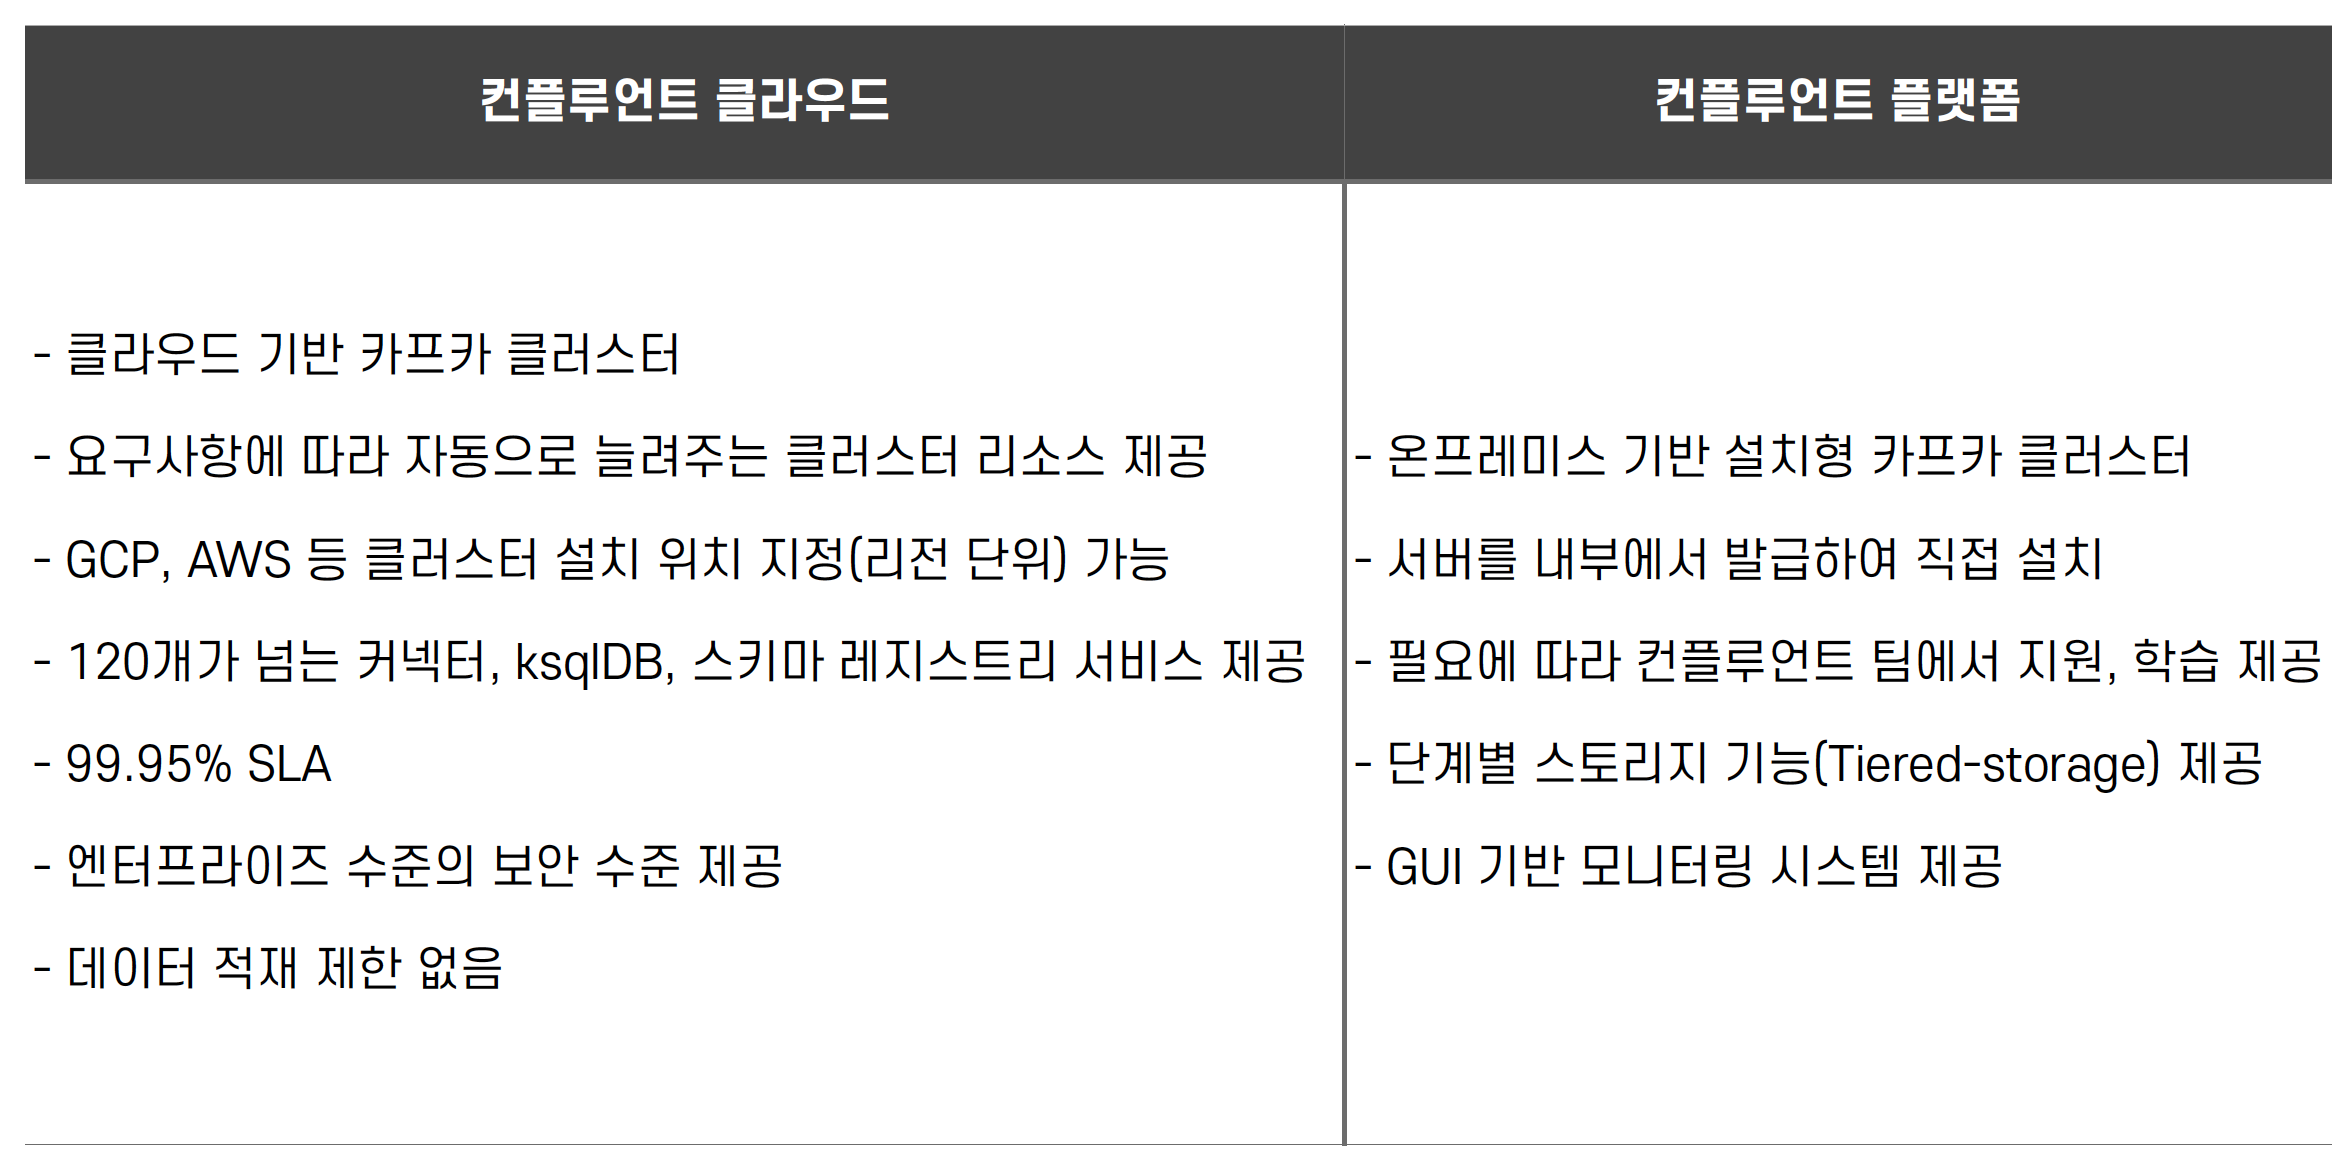 컨플루언트 클라우드
컨플루언트 플랫폼
- 클라우드 기반 카프카 클러스터
- 요구사항에 따라 자동으로 늘려주는 클러스터 리소스 제공
- GCP, AWS 등 클러스터 설치 위치 지정(리전 단위) 가능
- 120개가 넘는 커넥터, ksqlDB, 스키마 레지스트리 서비스 제공
- 99.95% SLA
- 엔터프라이즈 수준의 보안 수준 제공
- 데이터 적재 제한 없음
- 온프레미스 기반 설치형 카프카 클러스터
- 서버를 내부에서 발급하여 직접 설치
- 필요에 따라 컨플루언트 팀에서 지원, 학습 제공
- 단계별 스토리지 기능(Tiered-storage) 제공
- GUI 기반 모니터링 시스템 제공